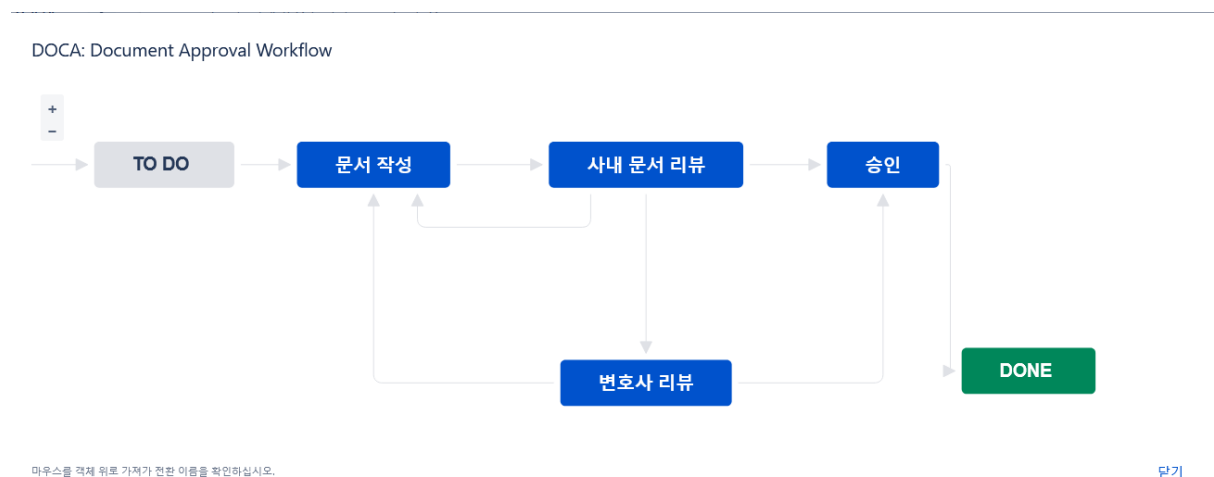 DOCA: Document Approval Workflow
+
−
TO DO
문서 작성
사내 문서 리뷰
승인
변호사 리뷰
DONE
마우스를 객체 위로 가져가 전환 이름을 확인하십시오.
닫기